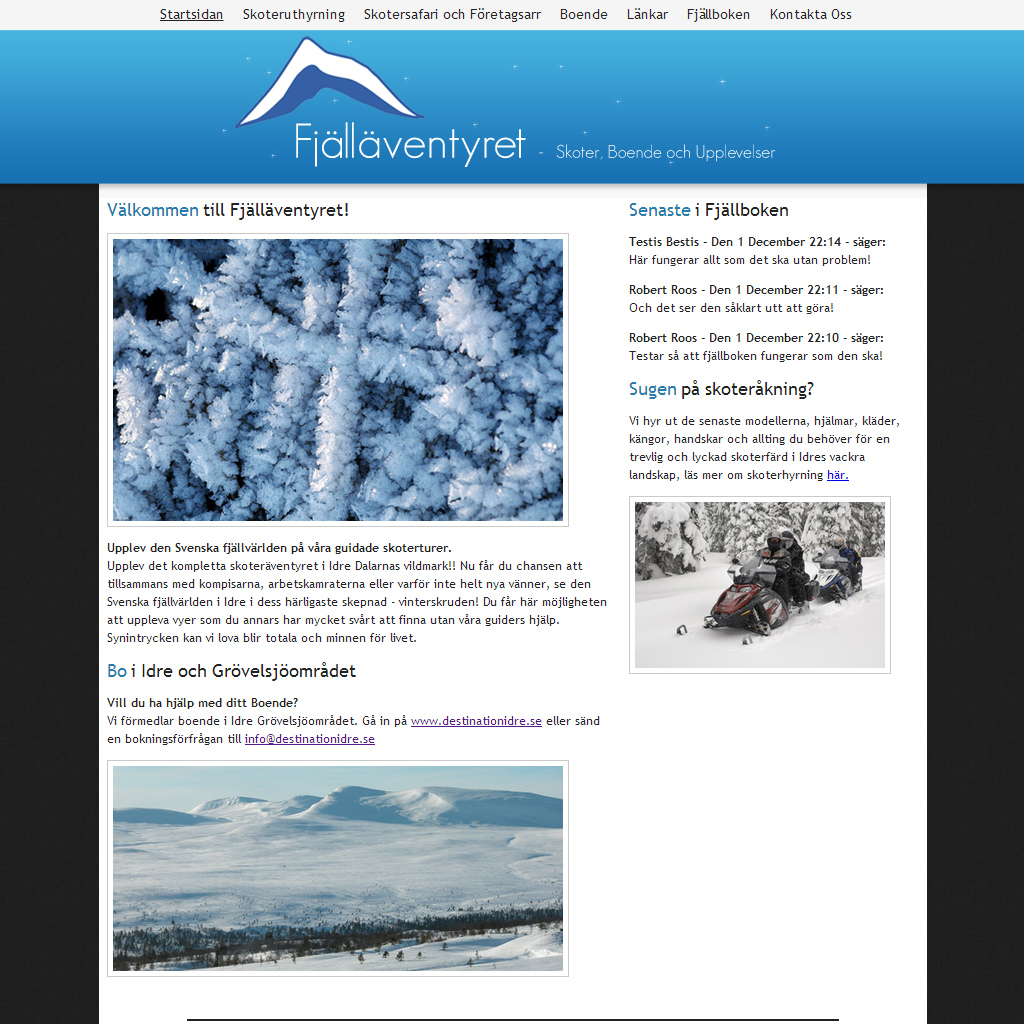 Startsidan Skoteruthyrning Skotersafari och Företagsarr Boende Länkar Fjällboken Kontakta Oss
Fjälläventyret - Skoter, Boende och Upplevelser
Välkommen till Fjälläventyret!
Upplev den Svenska fjällvärlden på våra guidade skoterturer.
Upplev det kompletta skoteräventyret i Idre Dalarnas vildmark!! Nu får du chansen att
tillsammans med kompisarna, arbetskamraterna eller varför inte helt nya vänner, se den
Svenska fjällvärlden i Idre i dess härligaste skepnad - vinterskruden! Du får här möjligheten
att uppleva vyer som du annars har mycket svårt att finna utan våra guiders hjälp.
Synintrycken kan vi lova blir totala och minnen för livet.
Bo i Idre och Grövelsjöområdet
Vill du ha hjälp med ditt Boende?
Vi förmedlar boende i Idre Grövelsjöområdet. Gå in på www.destinationidre.se eller sänd
en bokningsförfrågan till info@destinationidre.se
Senaste i Fjällboken
Testis Bestis - Den 1 December 22:14 - säger:
Här fungerar allt som det ska utan problem!
Robert Roos - Den 1 December 22:11 - säger:
Och det ser den såklart utt att göra!
Robert Roos - Den 1 December 22:10 - säger:
Testar så att fjällboken fungerar som den ska!
Sugen på skoteråkning?
Vi hyr ut de senaste modellerna, hjälmar, kläder,
kängor, handskar och allting du behöver för en
trevlig och lyckad skoterfärd i Idres vackra
landskap, läs mer om skoterhyrning här.